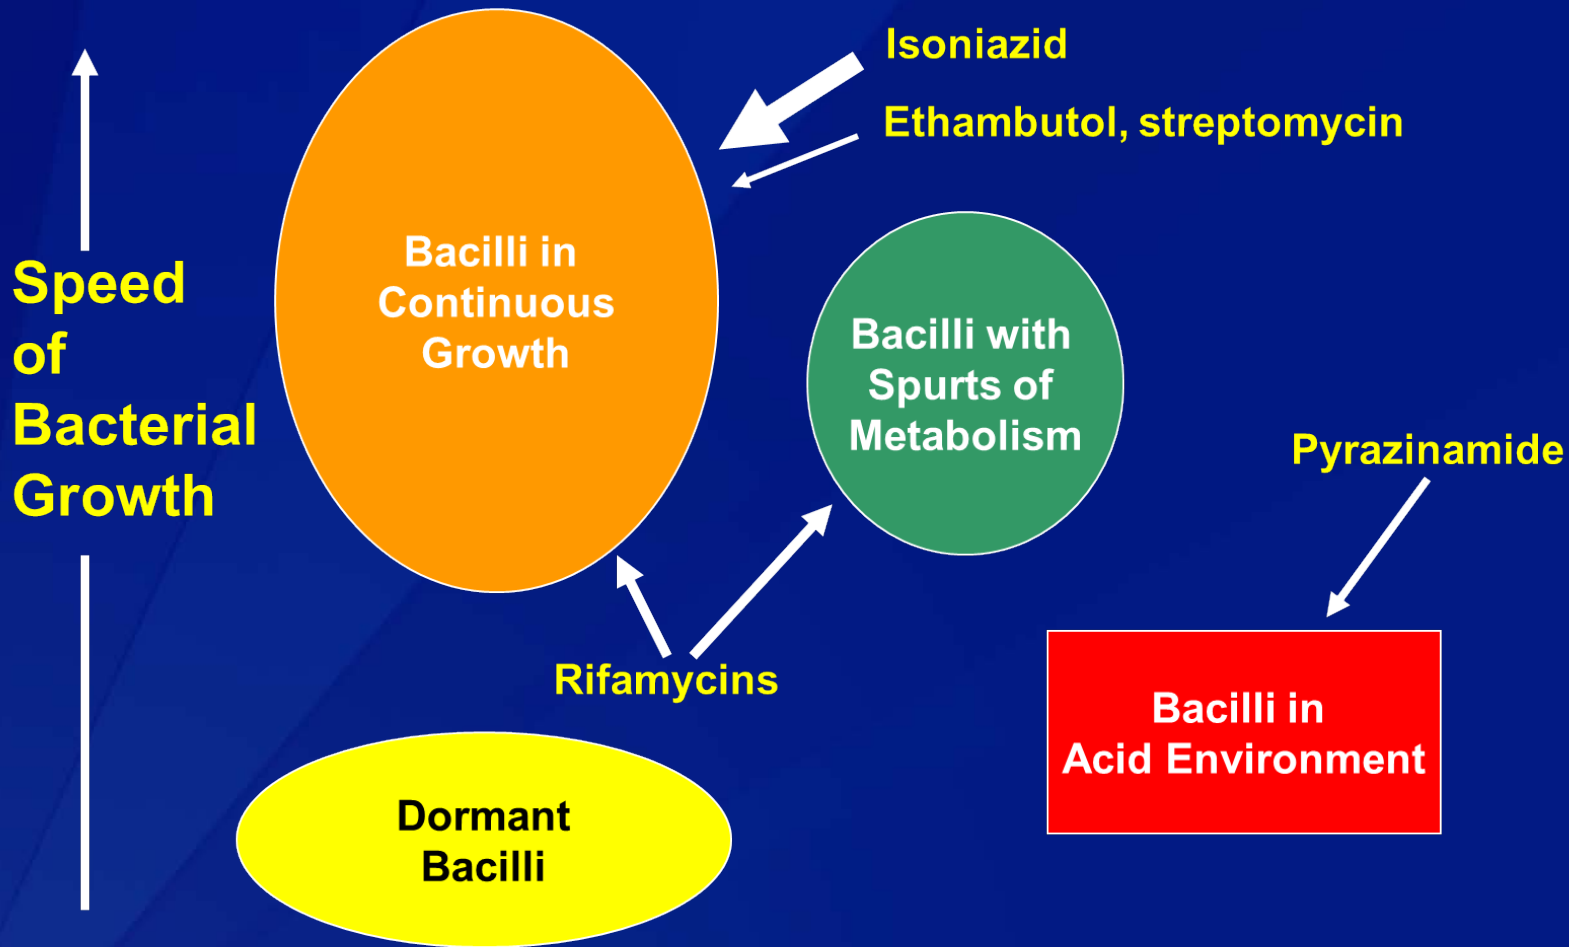 Isoniazid
Ethambutol, streptomycin
Speed
of
Bacterial
Growth
Bacilli in
Continuous
Growth
Bacilli with
Spurts of
Metabolism
Pyrazinamide
Rifamycins
Bacilli in
Acid Environment
Dormant
Bacilli